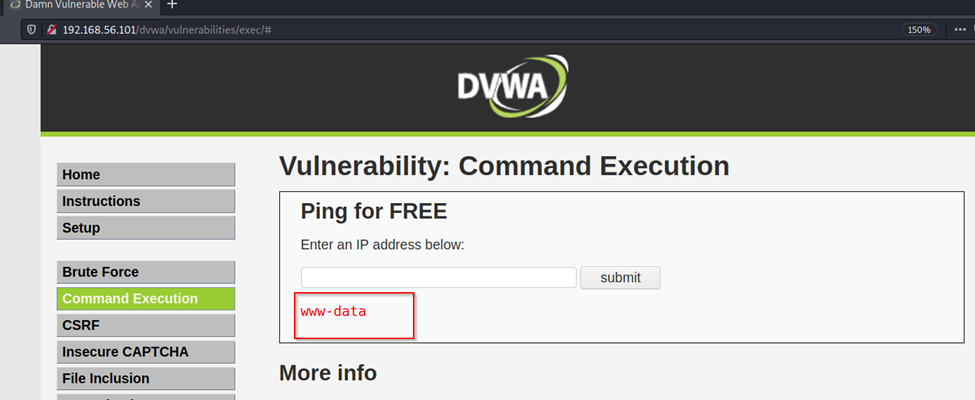 Damn Vulnerable Web A
192.168.56.101/dvwa/vulnerabilities/exec/#
150%
DVWA
Vulnerability: Command Execution
Home
Instructions
Setup
Brute Force
Command Execution
CSRF
Insecure CAPTCHA
File Inclusion
Ping for FREE
Enter an IP address below:
submit
www-data
More info